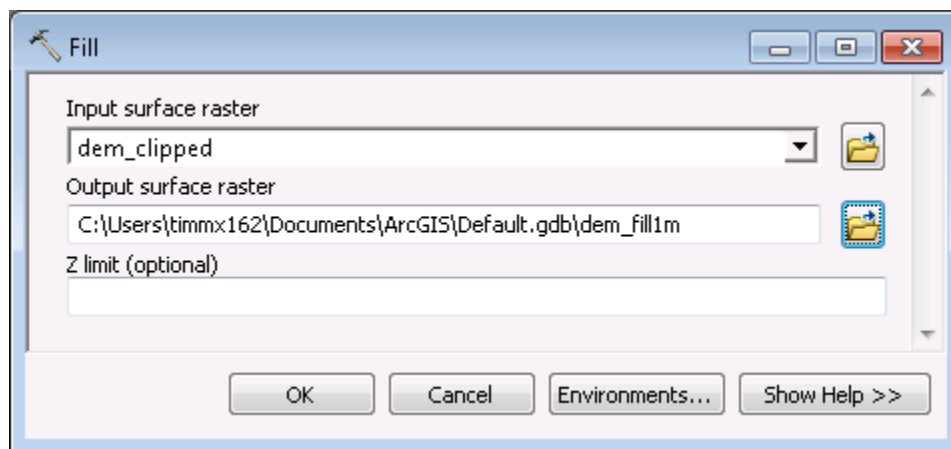 Fill
Input surface raster
dem_clipped
Output surface raster
C:\Users\timmx162\Documents\ArcGIS\Default.gdb\dem_fill1m
Z limit (optional)
OK
Cancel
Environments...
Show Help >>